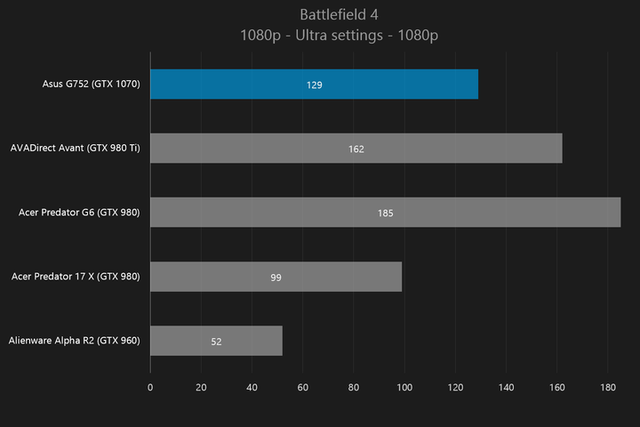 Battlefield 4
1080p - Ultra settings - 1080p
Asus G752 (GTX 1070)
129
AVADirect Avant (GTX 980 Ti)
162
Acer Predator G6 (GTX 980)
185
Acer Predator 17 X (GTX 980)
99
Alienware Alpha R2 (GTX 960)
52
0 20 40 60 80 100 120 140 160 180